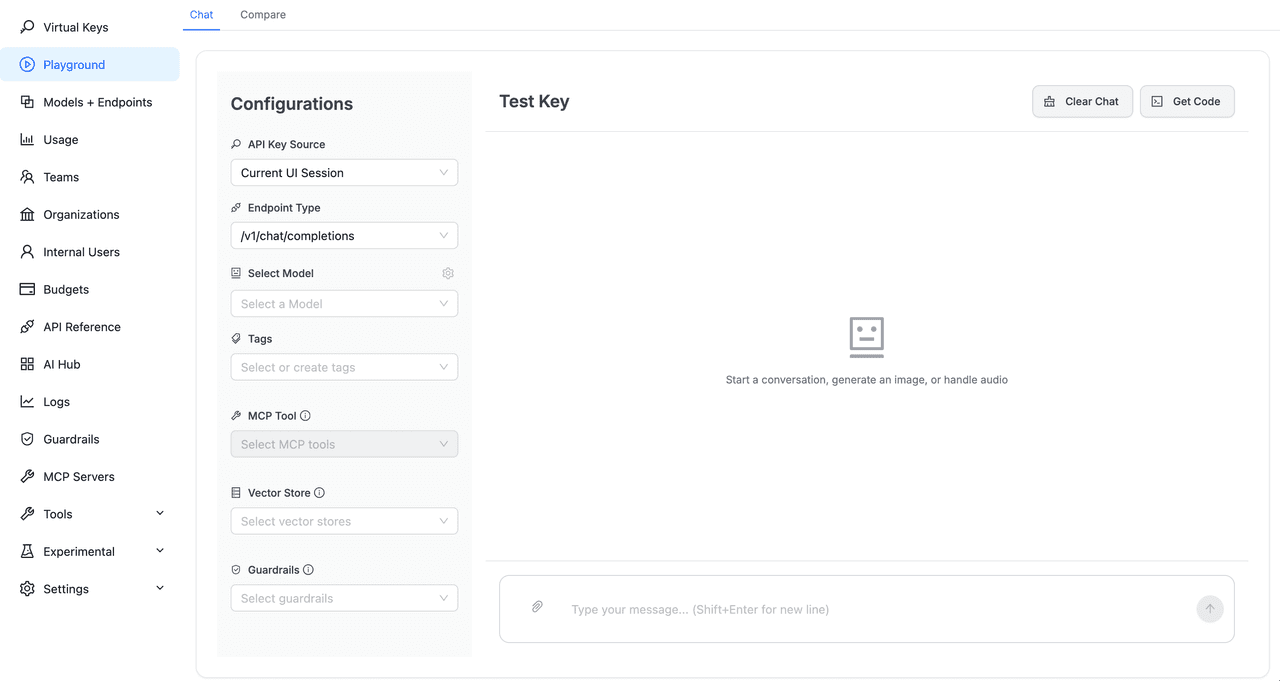 Virtual Keys
Playground
Models + Endpoints
Usage
Teams
Organizations
Internal Users
Budgets
API Reference
AI Hub
Logs
Guardrails
MCP Servers
Tools
Experimental
Settings
Chat
Compare
Configurations
API Key Source
Current UI Session
Endpoint Type
/v1/chat/completions
Select Model
Select a Model
Tags
Select or create tags
MCP Tool
Select MCP tools
Vector Store
Select vector stores
Guardrails
Select guardrails
Test Key
Clear Chat
Get Code
Start a conversation, generate an image, or handle audio
Type your message... (Shift+Enter for new line)